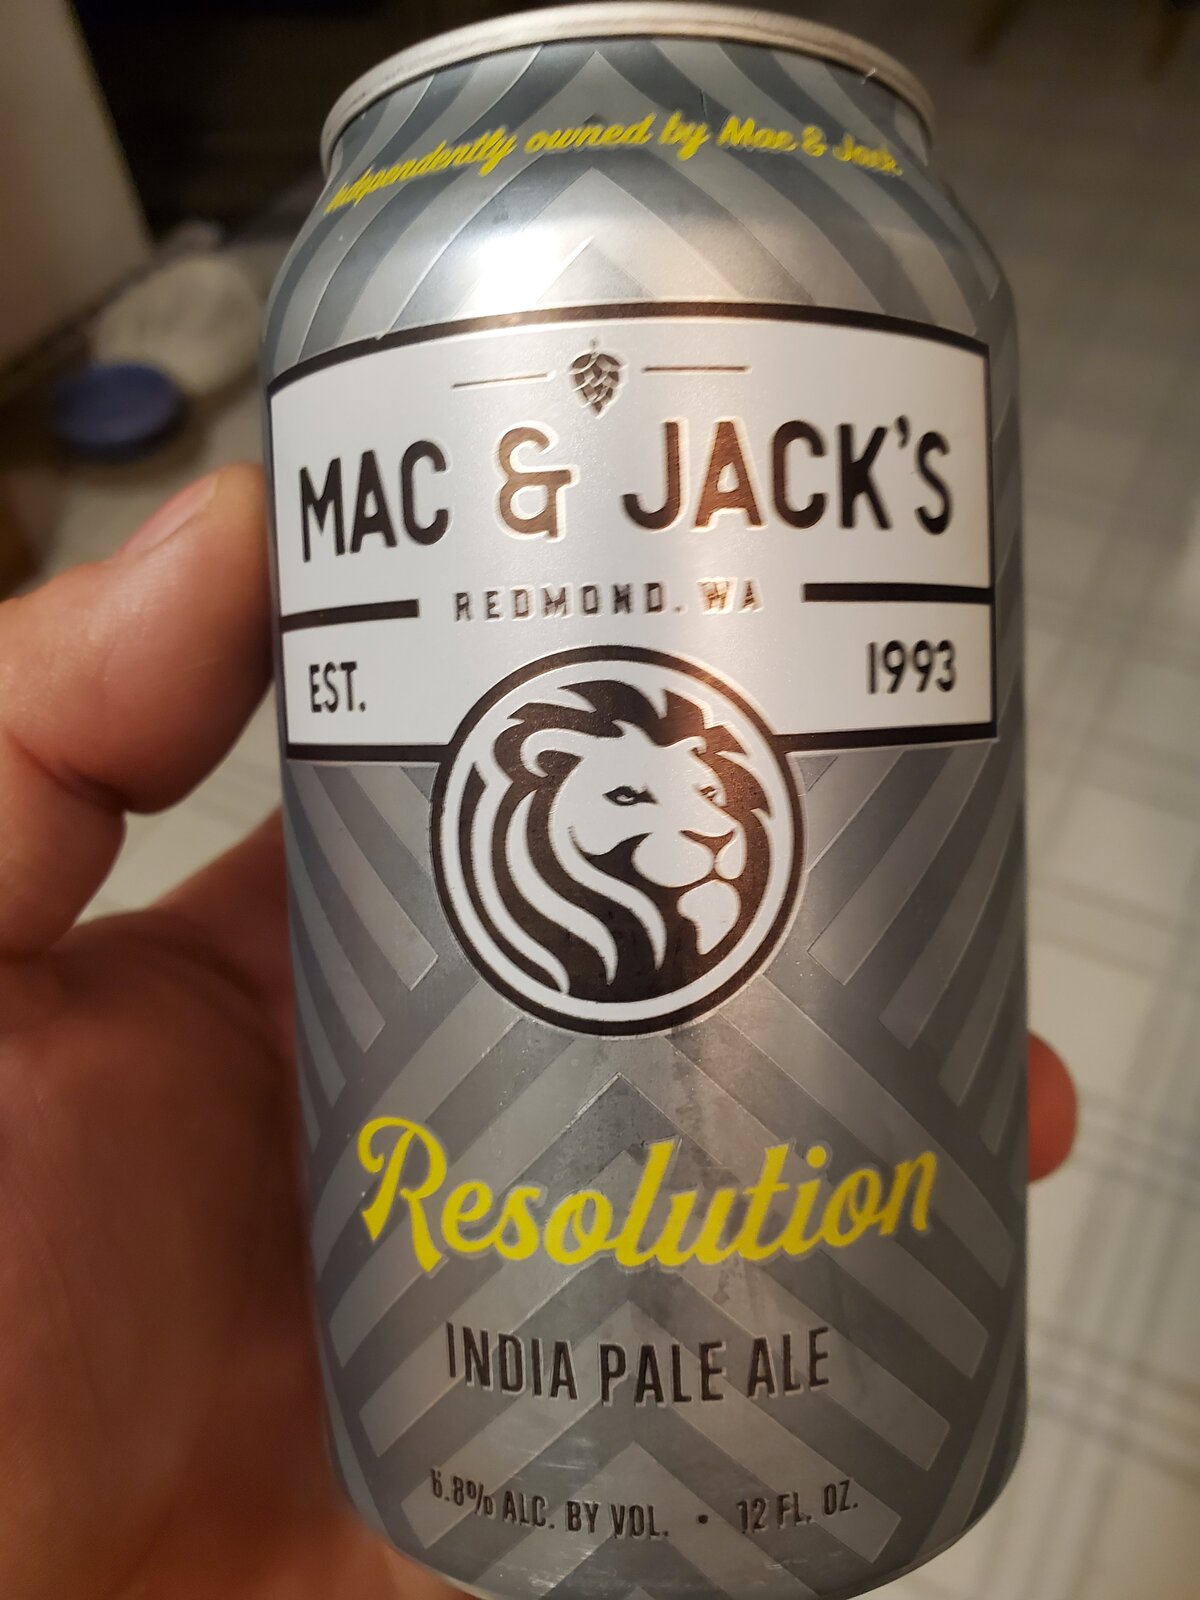 Independently owned by Mac & Jack
MAC & JACK'S
REDMOND, WA
EST. 1993
Resolution
INDIA PALE ALE
6.8% ALC. BY VOL. • 12 FL. OZ.